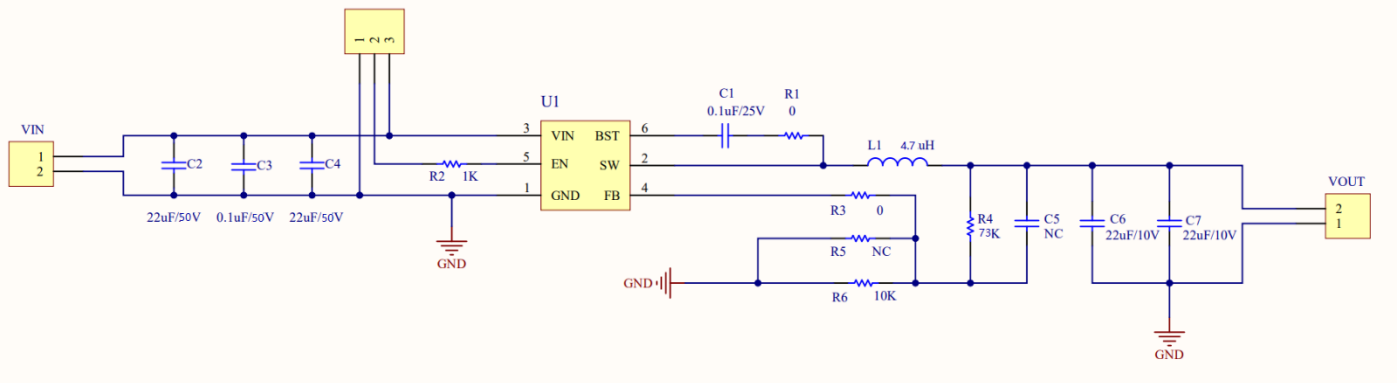 1 2 3
VIN
1
2
C2
22uF/50V
C3
0.1uF/50V
C4
22uF/50V
R2 1K
GND
U1
3 VIN
5 EN
1 GND
BST 6
SW 2
FB 4
C1
0.1uF/25V
R1
0
L1 4.7 uH
R3 0
R5 NC
R6 10K
GND
R4
73K
C5
NC
C6
22uF/10V
C7
22uF/10V
GND
VOUT
2
1